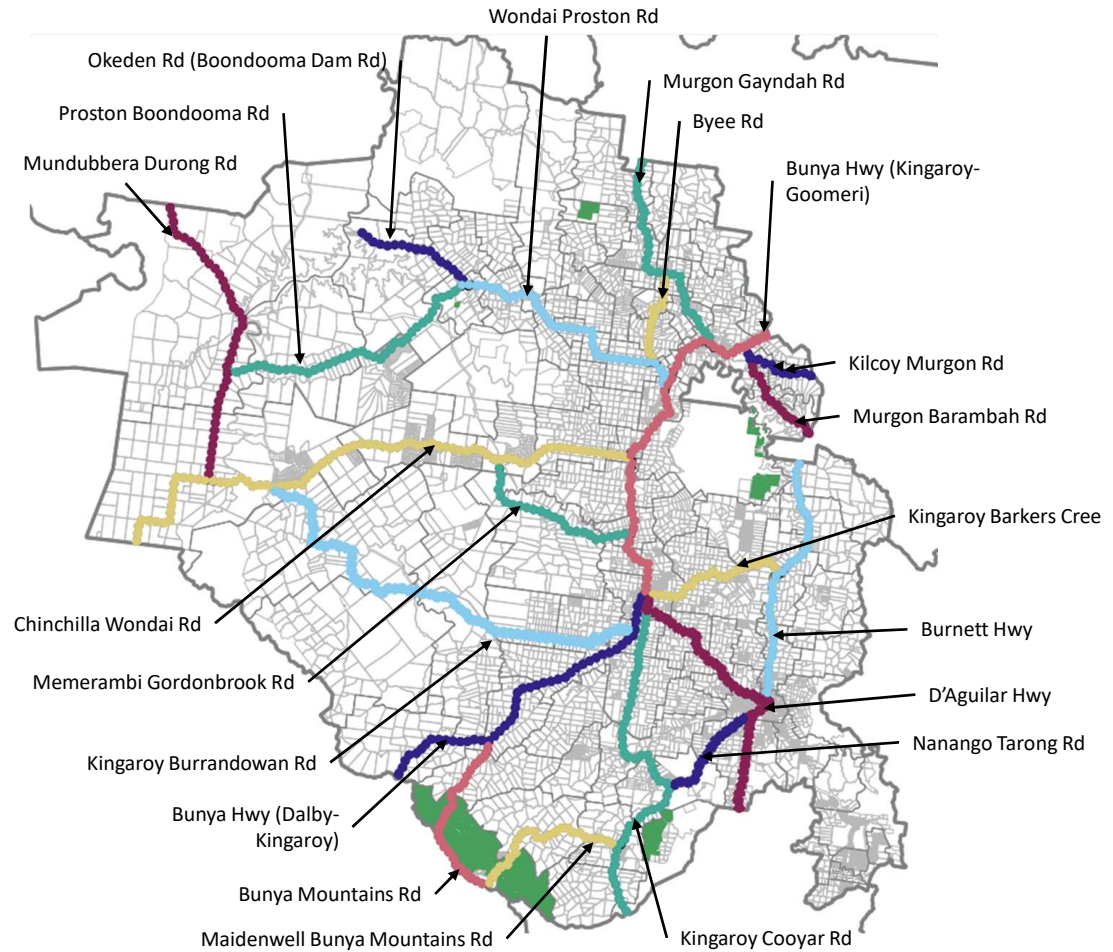 Wondai Proston Rd
Okeden Rd (Boondooma Dam Rd)
Murgon Gayndah Rd
Proston Boondooma Rd
Byee Rd
Mundubbera Durong Rd
Bunya Hwy (Kingaroy-
Goomeri)
Kilcoy Murgon Rd
Murgon Barambah Rd
Kingaroy Barkers Cree
Chinchilla Wondai Rd
Burnett Hwy
Memerambi Gordonbrook Rd
D’Aguilar Hwy
Nanango Tarong Rd
Kingaroy Burrandowan Rd
Bunya Hwy (Dalby-
Kingaroy)
Bunya Mountains Rd
Maidenwell Bunya Mountains Rd
Kingaroy Cooyar Rd